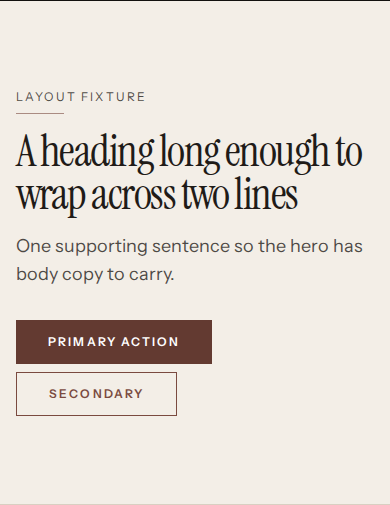 LAYOUT FIXTURE
A heading long enough to
wrap across two lines
One supporting sentence so the hero has
body copy to carry.
PRIMARY ACTION
SECONDARY